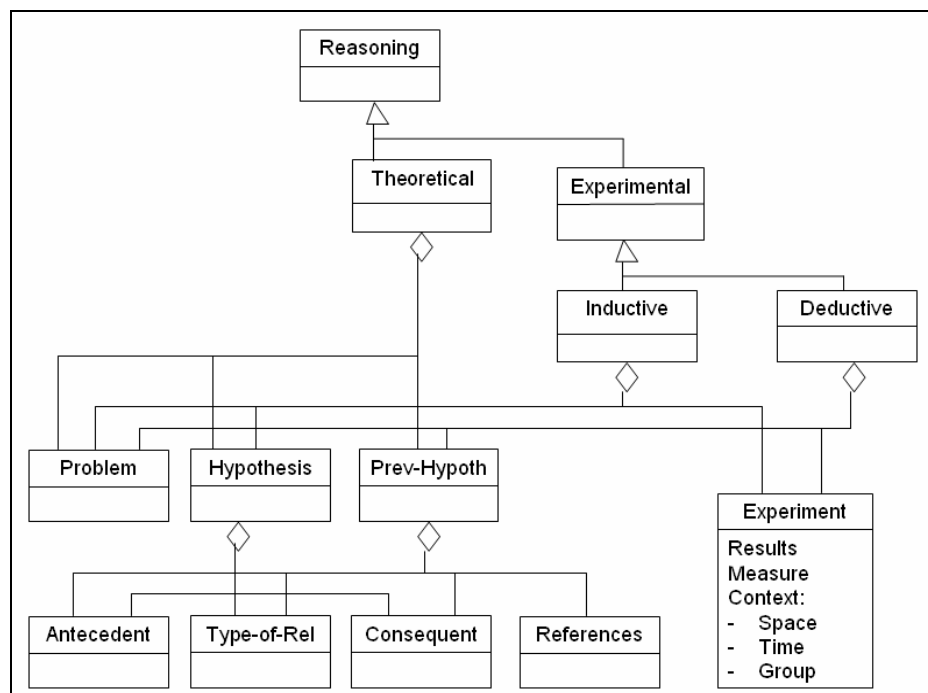 Reasoning
Theoretical
Experimental
Inductive
Deductive
Problem
Hypothesis
Prev-Hypoth
Experiment
Results
Measure
Context:
- Space
- Time
- Group
Antecedent
Type-of-Rel
Consequent
References